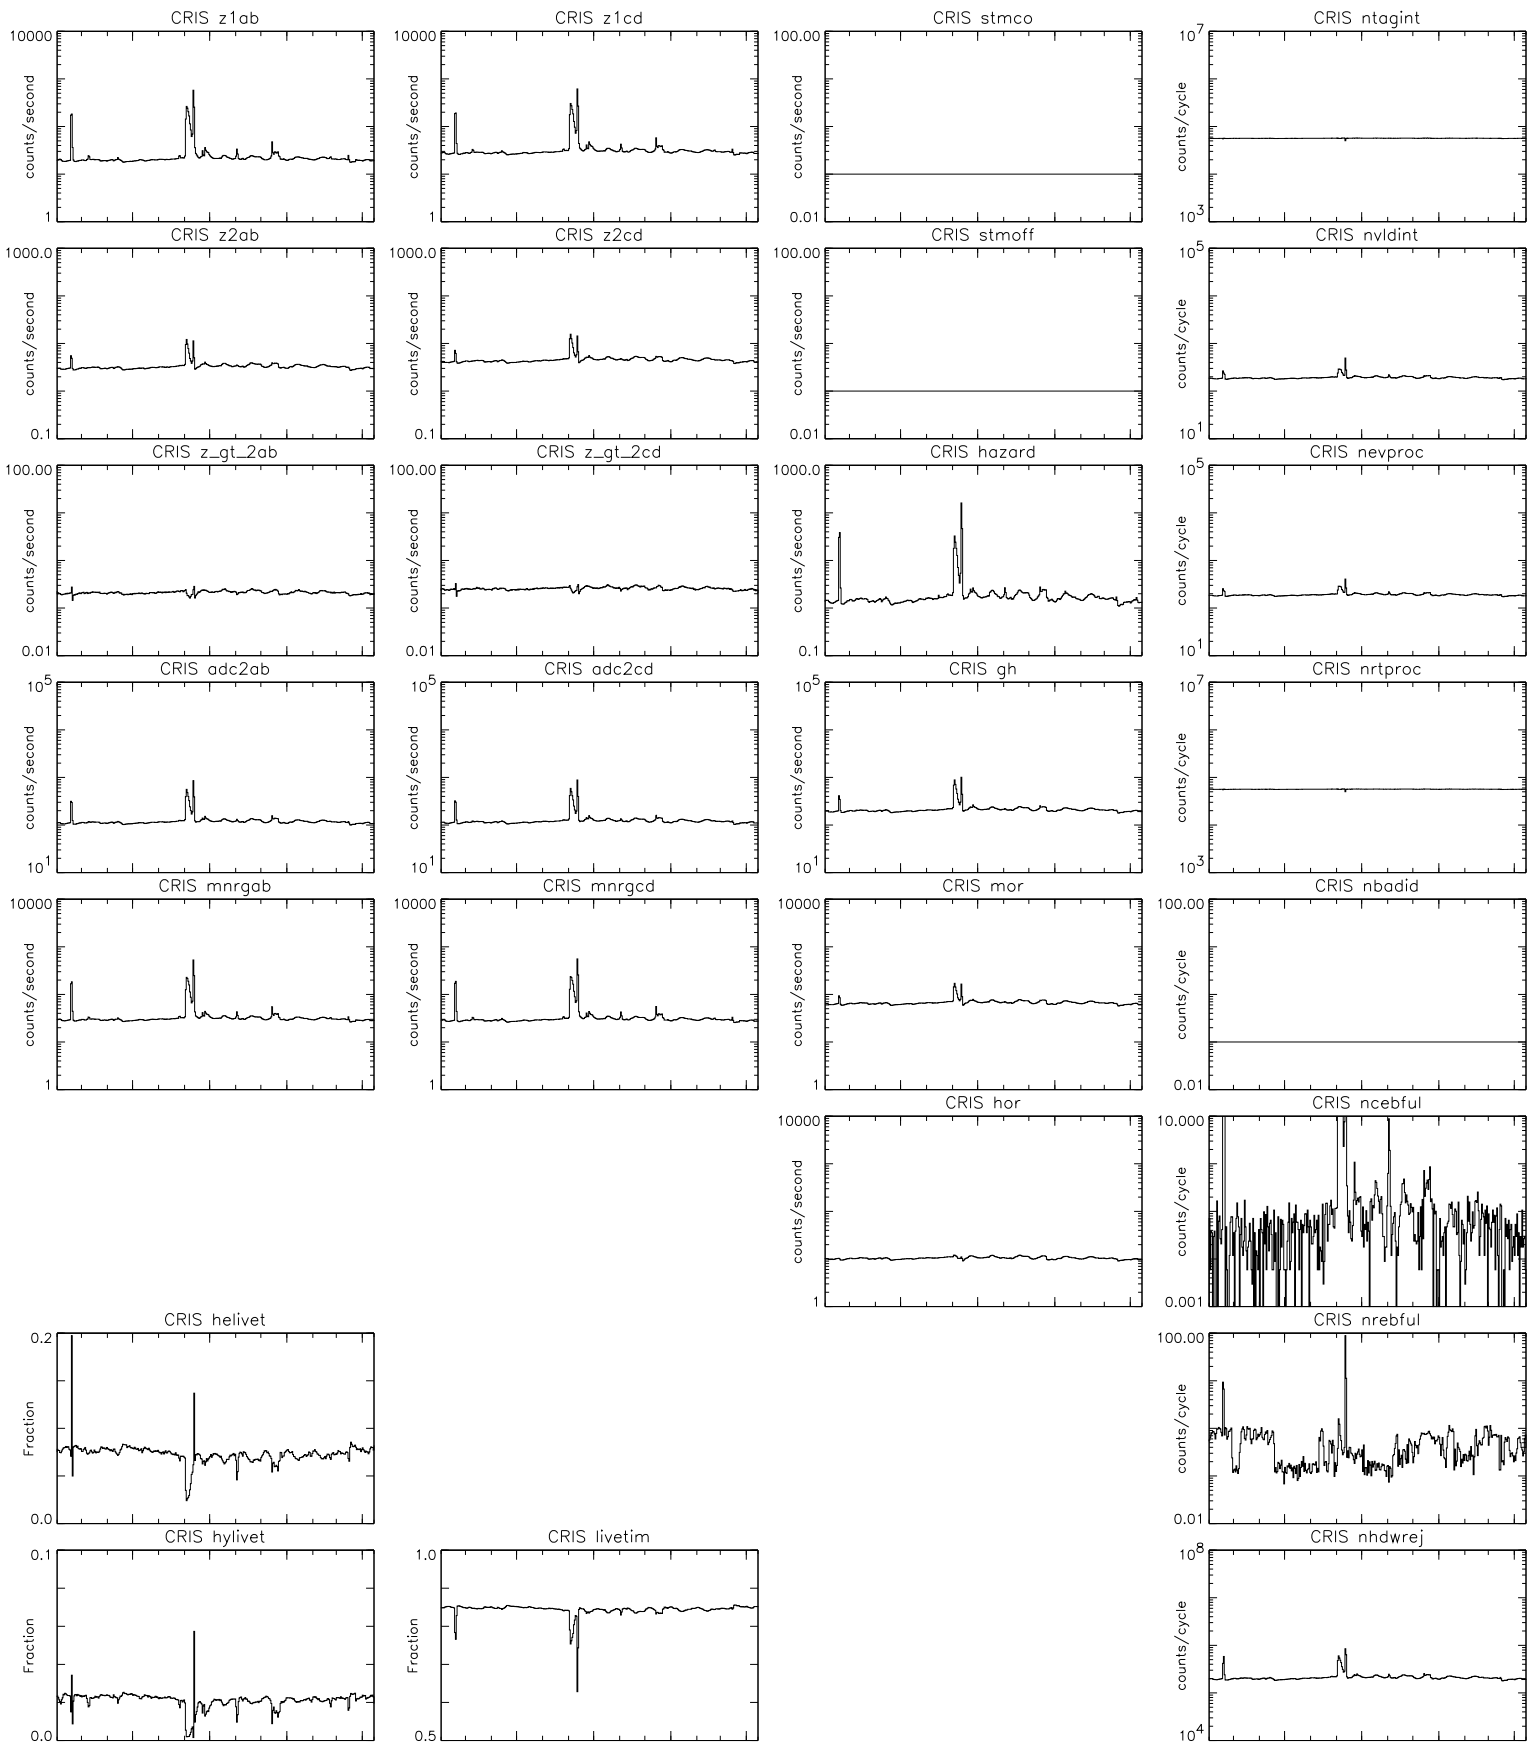 CRIS z1ab
10000
counts/second
1
CRIS z1cd
10000
counts/second
1
CRIS stmco
100.00
counts/second
0.01
CRIS ntagint
10^7
counts/cycle
10^3
CRIS z2ab
1000.0
counts/second
0.1
CRIS z2cd
1000.0
counts/second
0.1
CRIS stmoff
100.00
counts/second
0.01
CRIS nvldint
10^5
counts/cycle
10^1
CRIS z_gt_2ab
100.00
counts/second
0.01
CRIS z_gt_2cd
100.00
counts/second
0.01
CRIS hazard
1000.0
counts/second
0.1
CRIS nevproc
10^5
counts/cycle
10^1
CRIS adc2ab
10^5
counts/second
10^1
CRIS adc2cd
10^5
counts/second
10^1
CRIS gh
10^5
counts/second
10^1
CRIS nrtproc
10^7
counts/cycle
10^3
CRIS mnrgab
10000
counts/second
1
CRIS mnrgcd
10000
counts/second
1
CRIS mor
10000
counts/second
1
CRIS nbadid
100.00
counts/cycle
0.01
CRIS hor
10000
counts/second
1
CRIS ncebful
10.000
counts/cycle
0.001
CRIS helivet
0.2
Fraction
0.0
CRIS nrebful
100.00
counts/cycle
0.01
CRIS hylivet
0.1
Fraction
0.0
CRIS livetim
1.0
Fraction
0.5
CRIS nhdwrej
10^8
counts/cycle
10^4